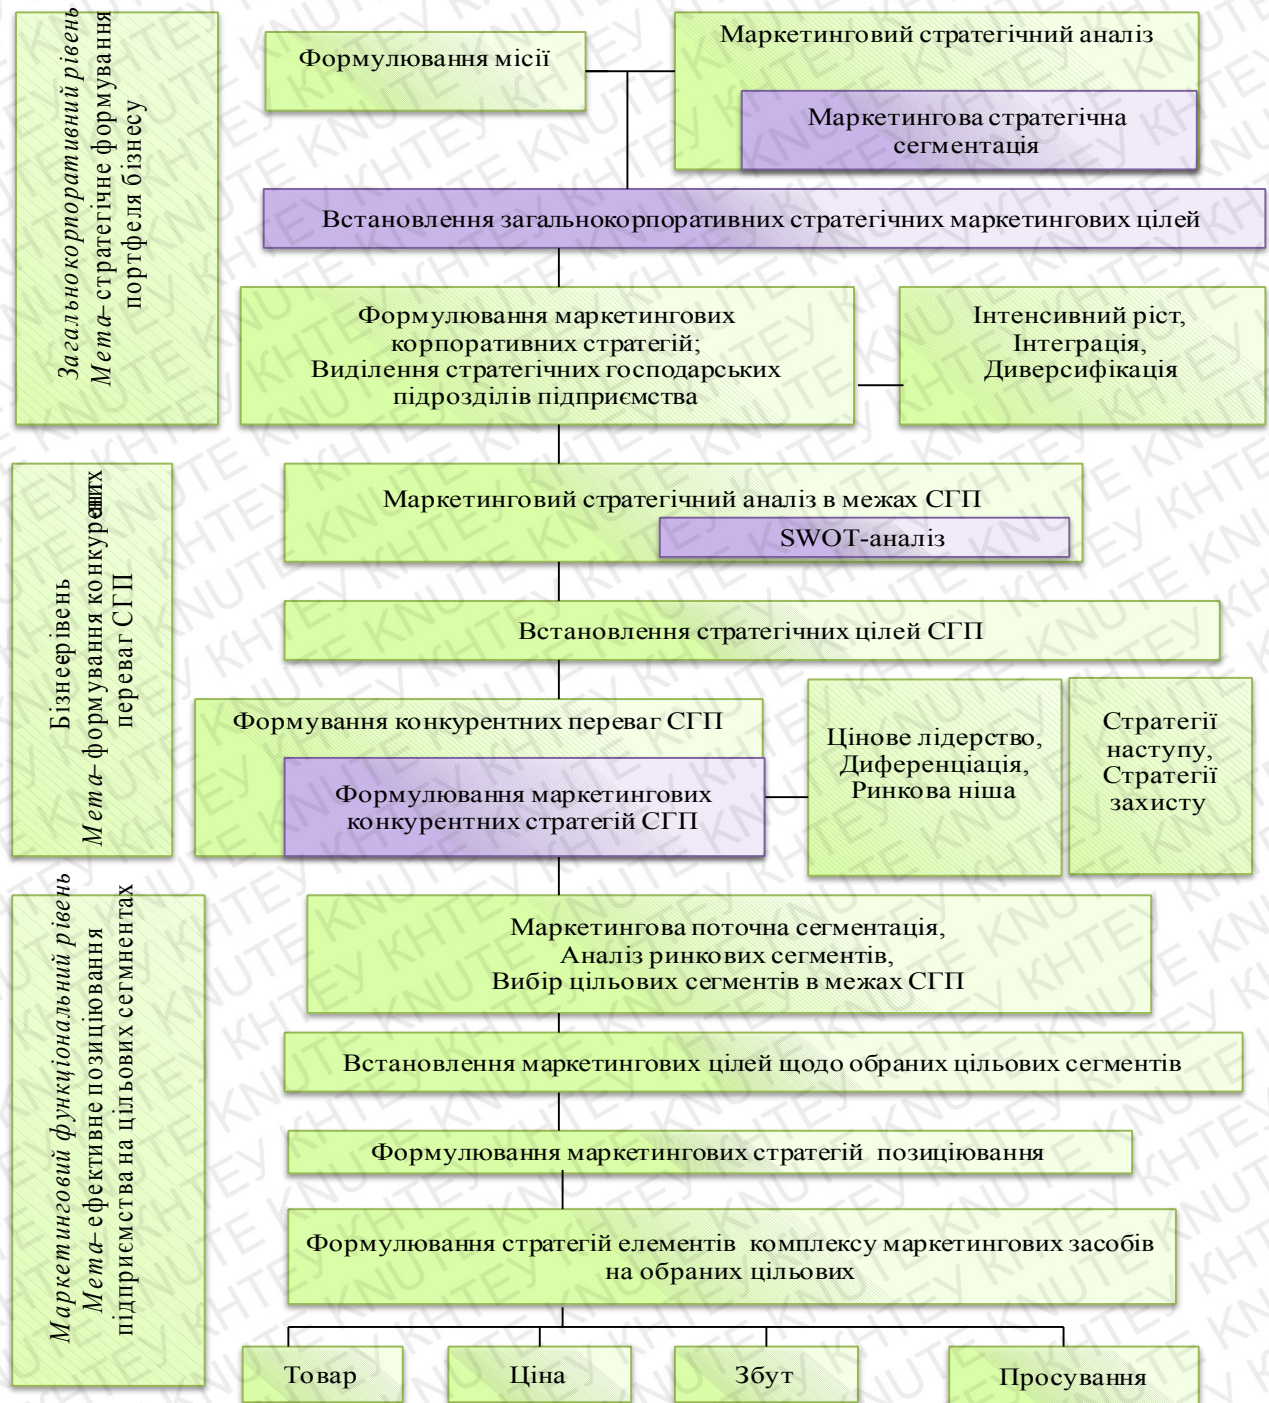 Загальнокорпоративний рівень
Мета– стратегічне формування
портфеля бізнесу
Формулювання місії
Маркетинговий стратегічний аналіз
Маркетингова стратегічна
сегментація
Встановлення загальнокорпоративних стратегічних маркетингових цілей
Формулювання маркетингових
корпоративних стратегій;
Виділення стратегічних господарських
підрозділів підприємства
Інтенсивний ріст,
Інтеграція,
Диверсифікація
Мета– формування
переваг СГП
Маркетинговий стратегічний аналіз в межах СГП
SWOT-аналіз
Встановлення стратегічних цілей СГП
Формування конкурентних переваг СГП
Формулювання маркетингових
конкурентних стратегій СГП
Цінове лідерство,
Диференціація,
Ринкова ніша
Стратегії
наступу,
Стратегії
захисту
Маркетинговий функціональний рівень
Мета– ефективне позиціювання
підприємства на цільових сегментах
Маркетингова поточна сегментація,
Аналіз ринкових сегментів,
Вибір цільових сегментів в межах СГП
Встановлення маркетингових цілей щодо обраних цільових сегментів
Формулювання маркетингових стратегій позиціювання
Формулювання стратегій елементів комплексу маркетингових засобів
на обраних цільових
Товар
Ціна
Збут
Просування
КНТЕУ KNUTE